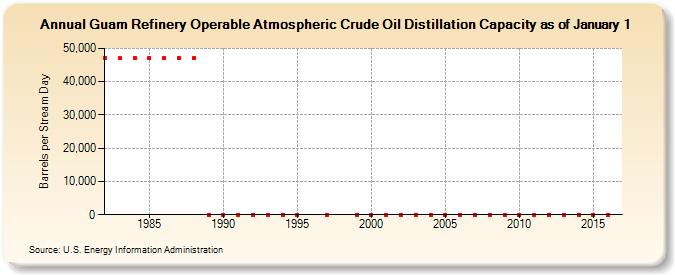 Annual Guam Refinery Operable Atmospheric Crude Oil Distillation Capacity as of January 1
Barrels per Stream Day
50,000
40,000
30,000
20,000
10,000
0
1985 1990 1995 2000 2005 2010 2015
Source: U.S. Energy Information Administration